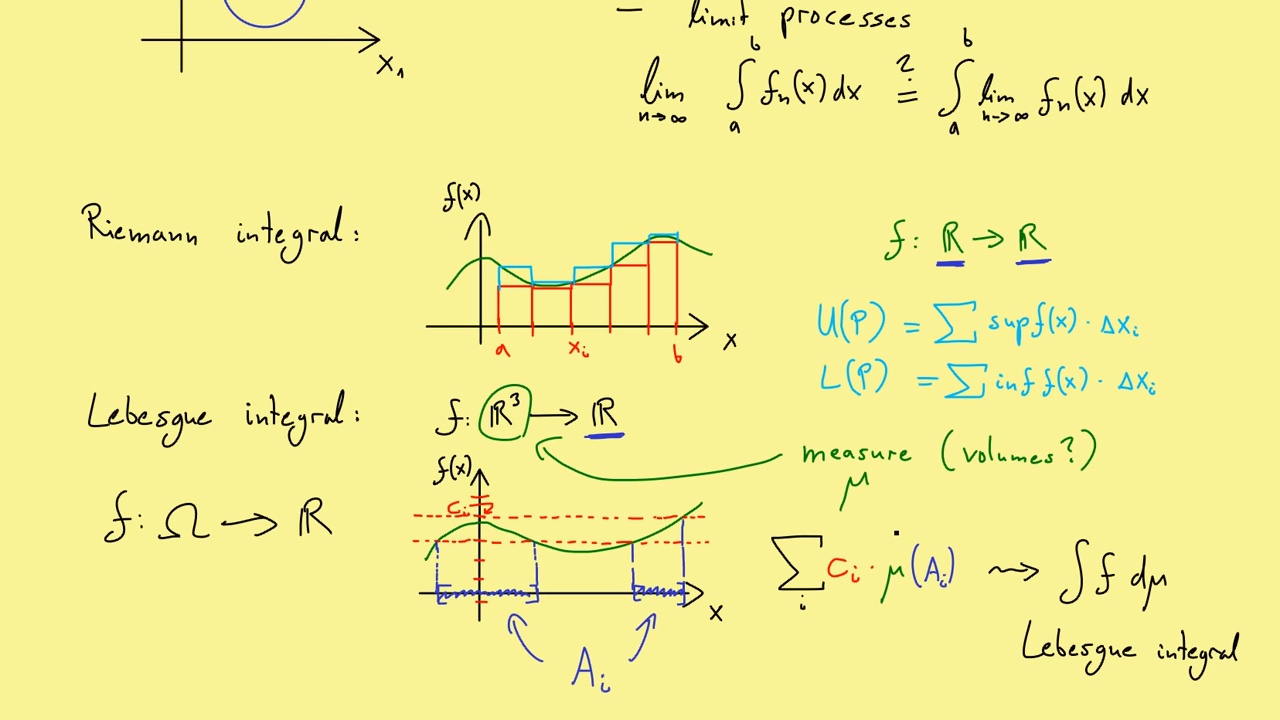 x₁
– limit processes
lim n→∞ ∫ₐᵇ fₙ(x) dx ≟ ∫ₐᵇ lim n→∞ fₙ(x) dx
Riemann integral:
f(x)
a xᵢ b x
f: ℝ → ℝ
U(P) = ∑ sup f(x) · Δxᵢ
L(P) = ∑ inf f(x) · Δxᵢ
Lebesgue integral:
f: ℝ³ → ℝ
measure (volumes?)
μ
f: Ω → ℝ
f(x)
cᵢ
x
Aᵢ
∑ᵢ cᵢ · μ(Aᵢ) ⇝ ∫ f dμ
Lebesgue integral